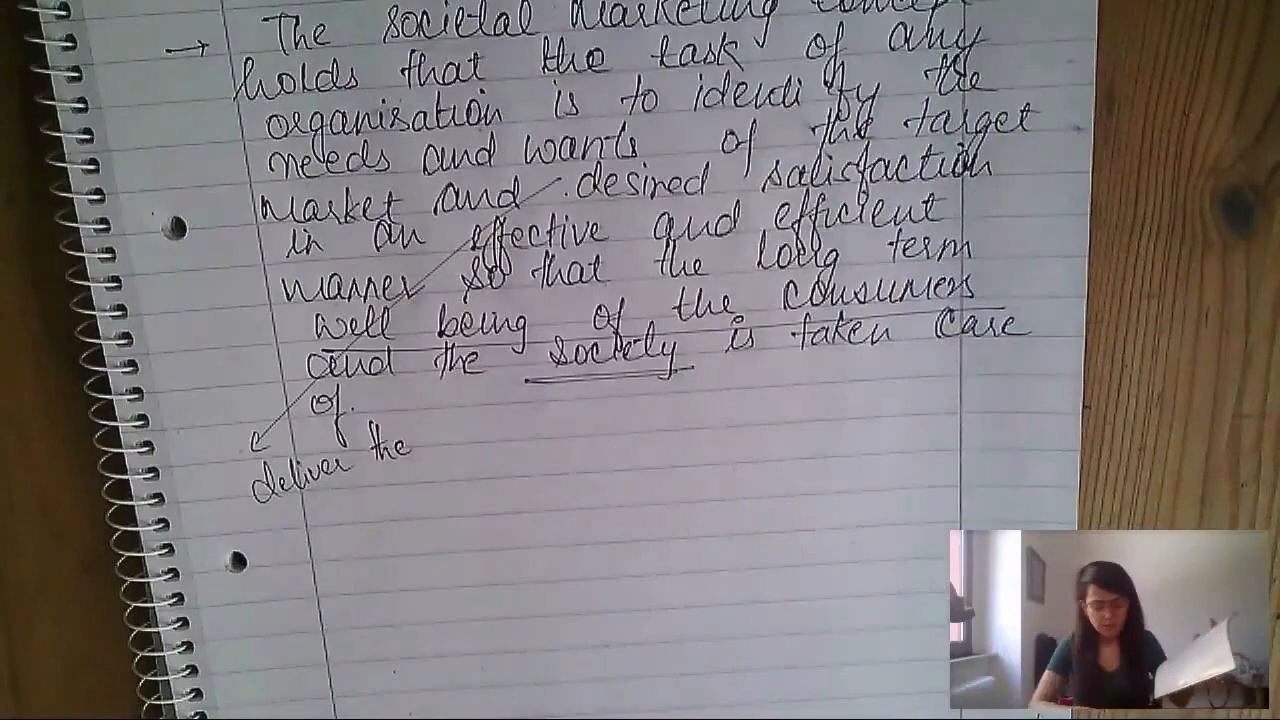 → The societal marketing concept
holds that the task of any
organisation is to identify the
needs and wants of the target
market and desired satisfaction
in an effective and efficient
manner so that the long term
well being of the consumers
and the society is taken care
of.
deliver the